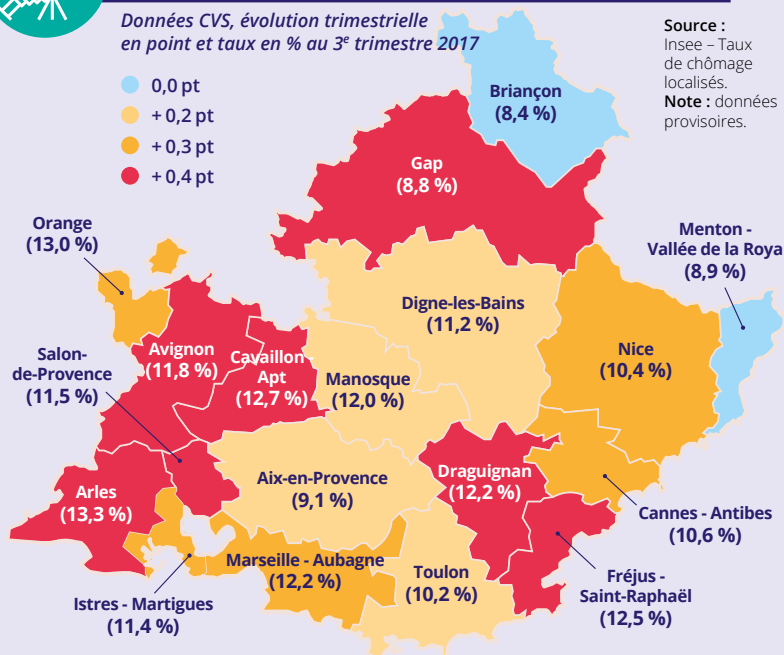 Données CVS, évolution trimestrielle
en point et taux en % au 3e trimestre 2017
0,0 pt
+ 0,2 pt
+ 0,3 pt
+ 0,4 pt
Source :
Insee – Taux
de chômage
localisés.
Note : données
provisoires.
Briançon
(8,4 %)
Gap
(8,8 %)
Orange
(13,0 %)
Menton -
Vallée de la Roya
(8,9 %)
Digne-les-Bains
(11,2 %)
Avignon
(11,8 %)
Cavaillon -
Apt
(12,7 %)
Nice
(10,4 %)
Salon-
de-Provence
(11,5 %)
Manosque
(12,0 %)
Aix-en-Provence
(9,1 %)
Draguignan
(12,2 %)
Arles
(13,3 %)
Cannes - Antibes
(10,6 %)
Marseille - Aubagne
(12,2 %)
Toulon
(10,2 %)
Fréjus -
Saint-Raphaël
(12,5 %)
Istres - Martigues
(11,4 %)